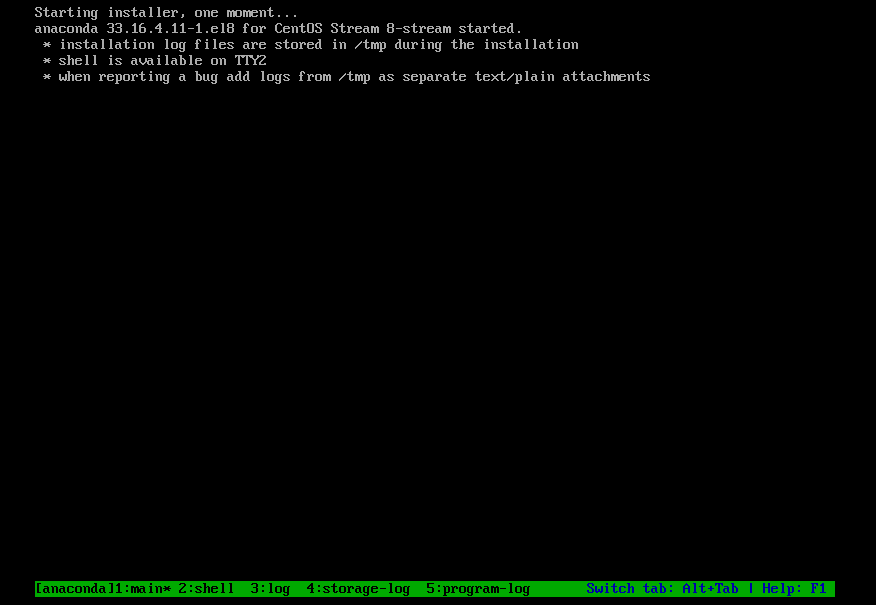 Starting installer, one moment...
anaconda 33.16.4.11-1.el8 for CentOS Stream 8-stream started.
* installation log files are stored in /tmp during the installation
* shell is available on TTY2
* when reporting a bug add logs from /tmp as separate text/plain attachments
[anaconda]1:main* 2:shell  3:log  4:storage-log  5:program-log       Switch tab: Alt+Tab | Help: F1